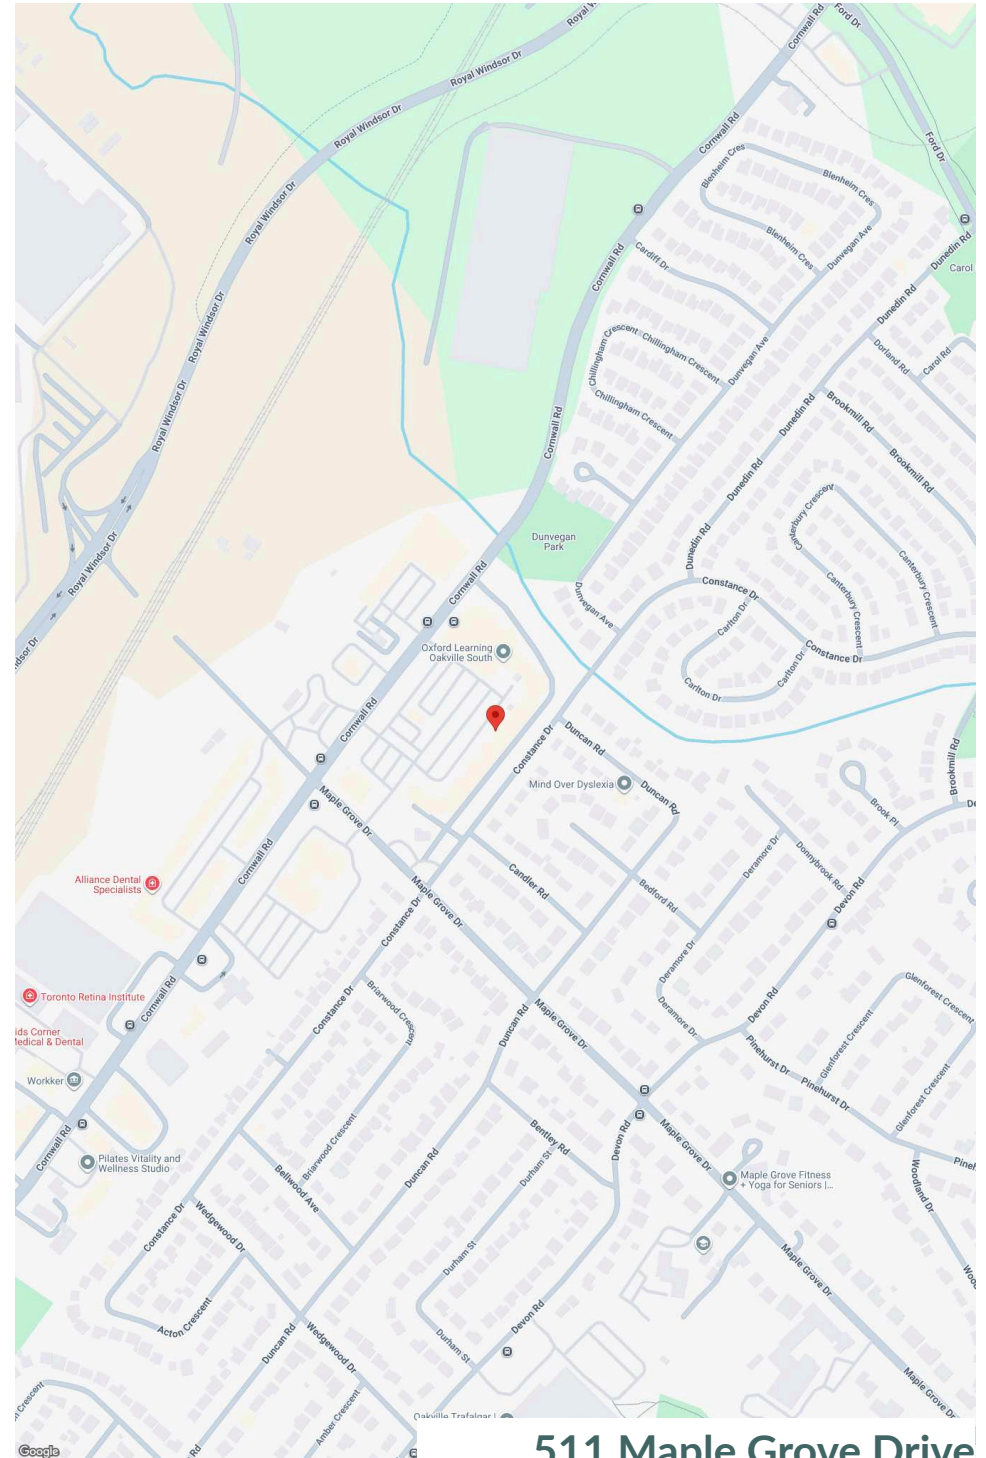 Cornwall Rd
Ford Dr
Royal Windsor Dr
Royal Windsor Dr
Royal Windsor Dr
Cornwall Rd
Ford Dr
Blenheim Cres
Blenheim Cres
Blenheim Cres
Dunvegan Ave
Royal Windsor Dr
Cardiff Dr
Cornwall Rd
Dunedin Rd
Carol
Dunedin Rd
Royal Windsor Dr
Chillingham Crescent
Chillingham Crescent
Chillingham Crescent
Dunvegan Ave
Dorland Rd
Carol Rd
Royal Windsor Dr
Cornwall Rd
Dunedin Rd
Brookmill Rd
Brookmill Rd
Dunedin Rd
Canterbury Crescent
Dunvegan
Park
Dunedin Rd
Royal Windsor Dr
Cornwall Rd
Dunvegan Ave
Constance Dr
Canterbury Crescent
Canterbury Crescent
Carlton Dr
Constance Dr
Carlton Dr
Carlton Dr
Oxford Learning
Oakville South
Cornwall Rd
Constance Dr
Duncan Rd
Mind Over Dyslexia
Duncan Rd
Brookmill Rd
Brook Pl
Maple Grove Dr
Deramore Dr
Donnybrook Rd
Cornwall Rd
Alliance Dental
Specialists
Candler Rd
Bedford Rd
Devon Rd
Maple Grove Dr
Constance Dr
Deramore Dr
Deramore Dr
Glenforest Crescent
Cornwall Rd
Toronto Retina Institute
Constance Dr
Briarwood Crescent
Duncan Rd
Maple Grove Dr
Devon Rd
Glenforest Crescent
Pinehurst Dr
Pinehurst Dr
Glenforest Crescent
Medical & Dental
Workker
Cornwall Rd
Pilates Vitality and
Wellness Studio
Briarwood Crescent
Bellwood Ave
Duncan Rd
Bentley Rd
Durham St
Devon Rd
Maple Grove Dr
Maple Grove Fitness
+ Yoga for Seniors |...
Woodland Dr
Constance Dr
Wedgewood Dr
Durham St
Maple Grove Dr
Acton Crescent
Duncan Rd
Wedgewood Dr
Durham St
Devon Rd
Maple Grove Dr
Amber Crescent
Oakville Trafalgar |
Google
511 Maple Grove Drive